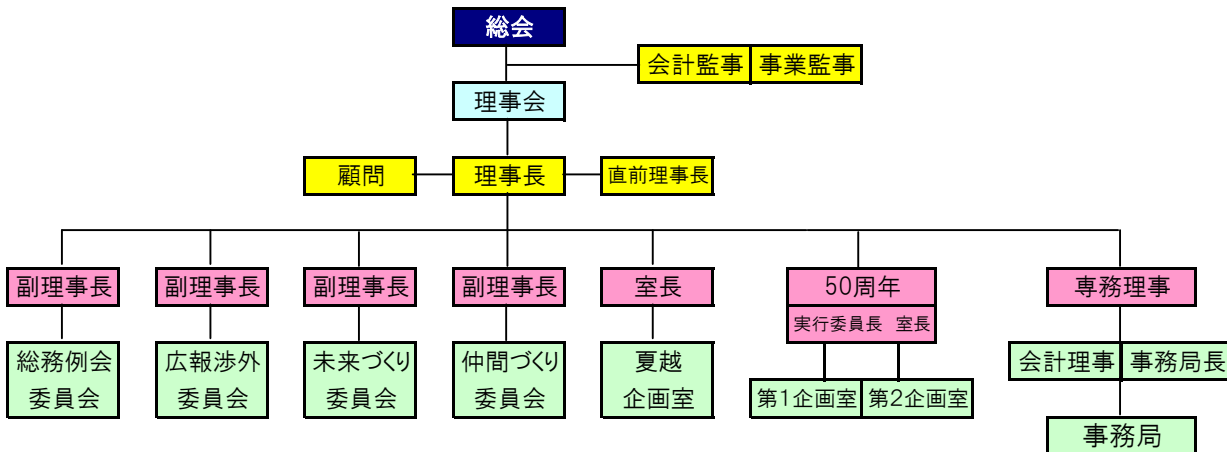 総会
会計監事 事業監事
理事会
顧問 理事長 直前理事長
副理事長 副理事長 副理事長 副理事長 室長 50周年 専務理事
実行委員長 室長
総務例会 広報渉外 未来づくり 仲間づくり 夏越 会計理事 事務局長
委員会 委員会 委員会 委員会 企画室 第1企画室 第2企画室
事務局